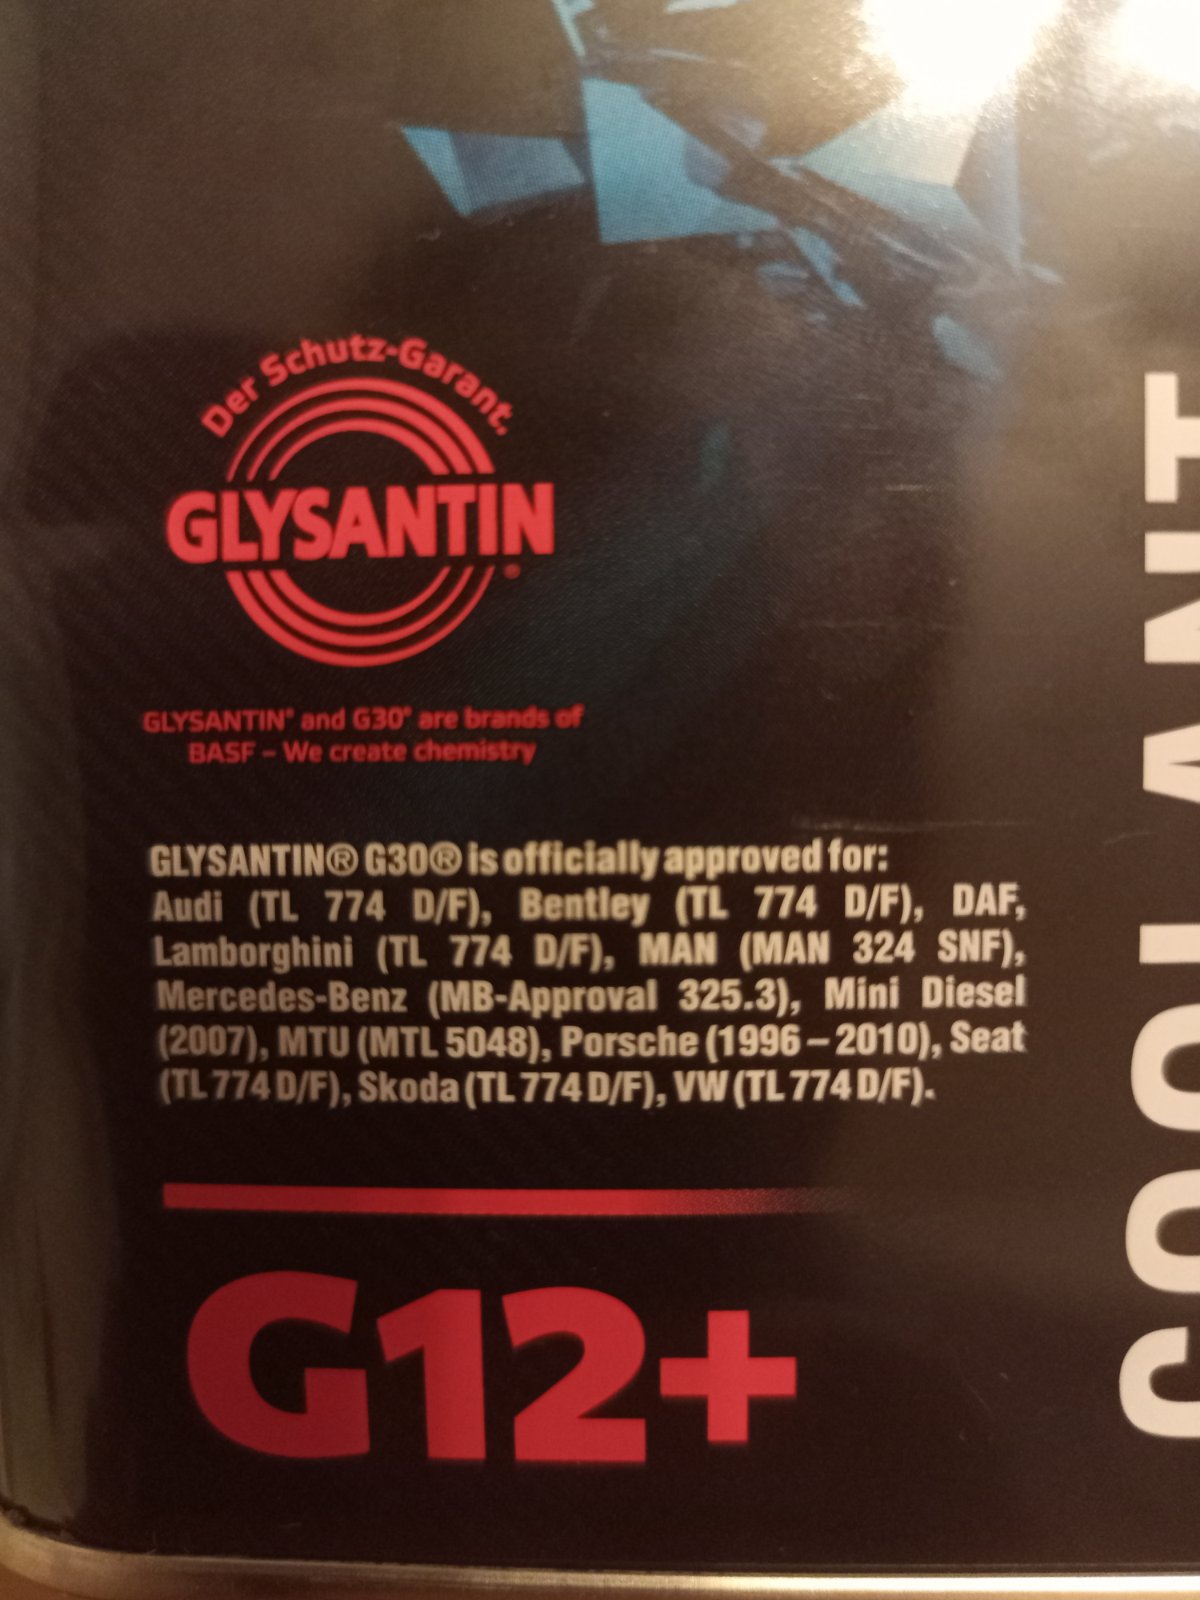 Der Schutz-Garant.
GLYSANTIN®
GLYSANTIN® and G30® are brands of
BASF – We create chemistry
GLYSANTIN® G30® is officially approved for:
Audi (TL 774 D/F), Bentley (TL 774 D/F), DAF,
Lamborghini (TL 774 D/F), MAN (MAN 324 SNF),
Mercedes-Benz (MB-Approval 325.3), Mini Diesel
(2007), MTU (MTL 5048), Porsche (1996 – 2010), Seat
(TL 774 D/F), Skoda (TL 774 D/F), VW (TL 774 D/F).
G12+
COOLANT